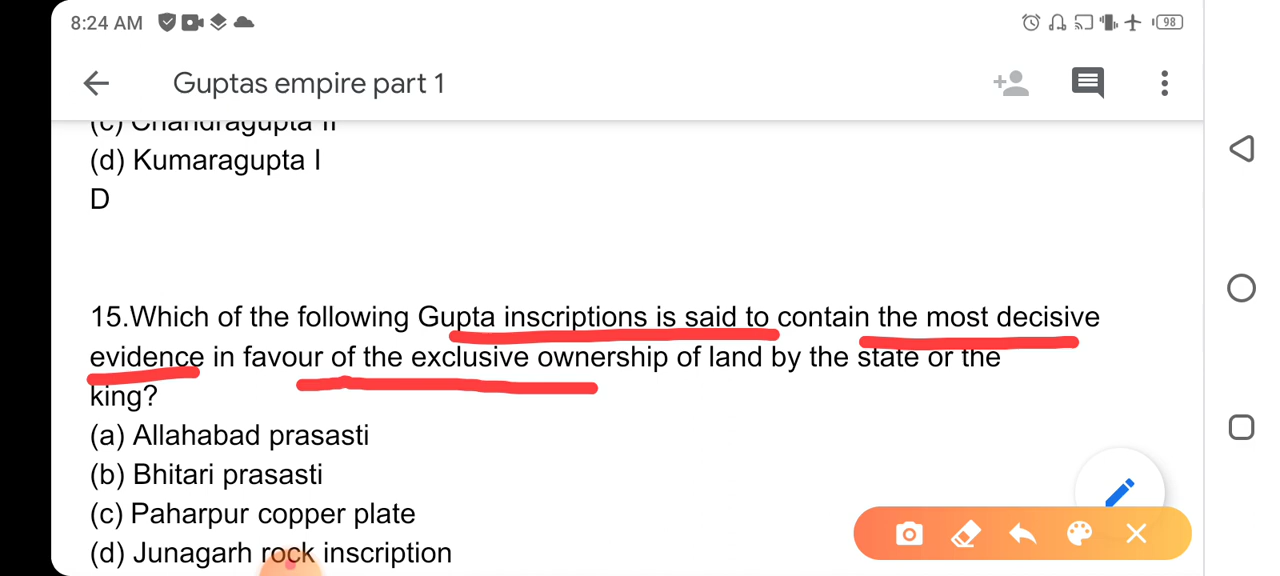 8:24 AM
98
Guptas empire part 1
(c) Chandragupta II
(d) Kumaragupta I
D
15.Which of the following Gupta inscriptions is said to contain the most decisive
evidence in favour of the exclusive ownership of land by the state or the
king?
(a) Allahabad prasasti
(b) Bhitari prasasti
(c) Paharpur copper plate
(d) Junagarh rock inscription